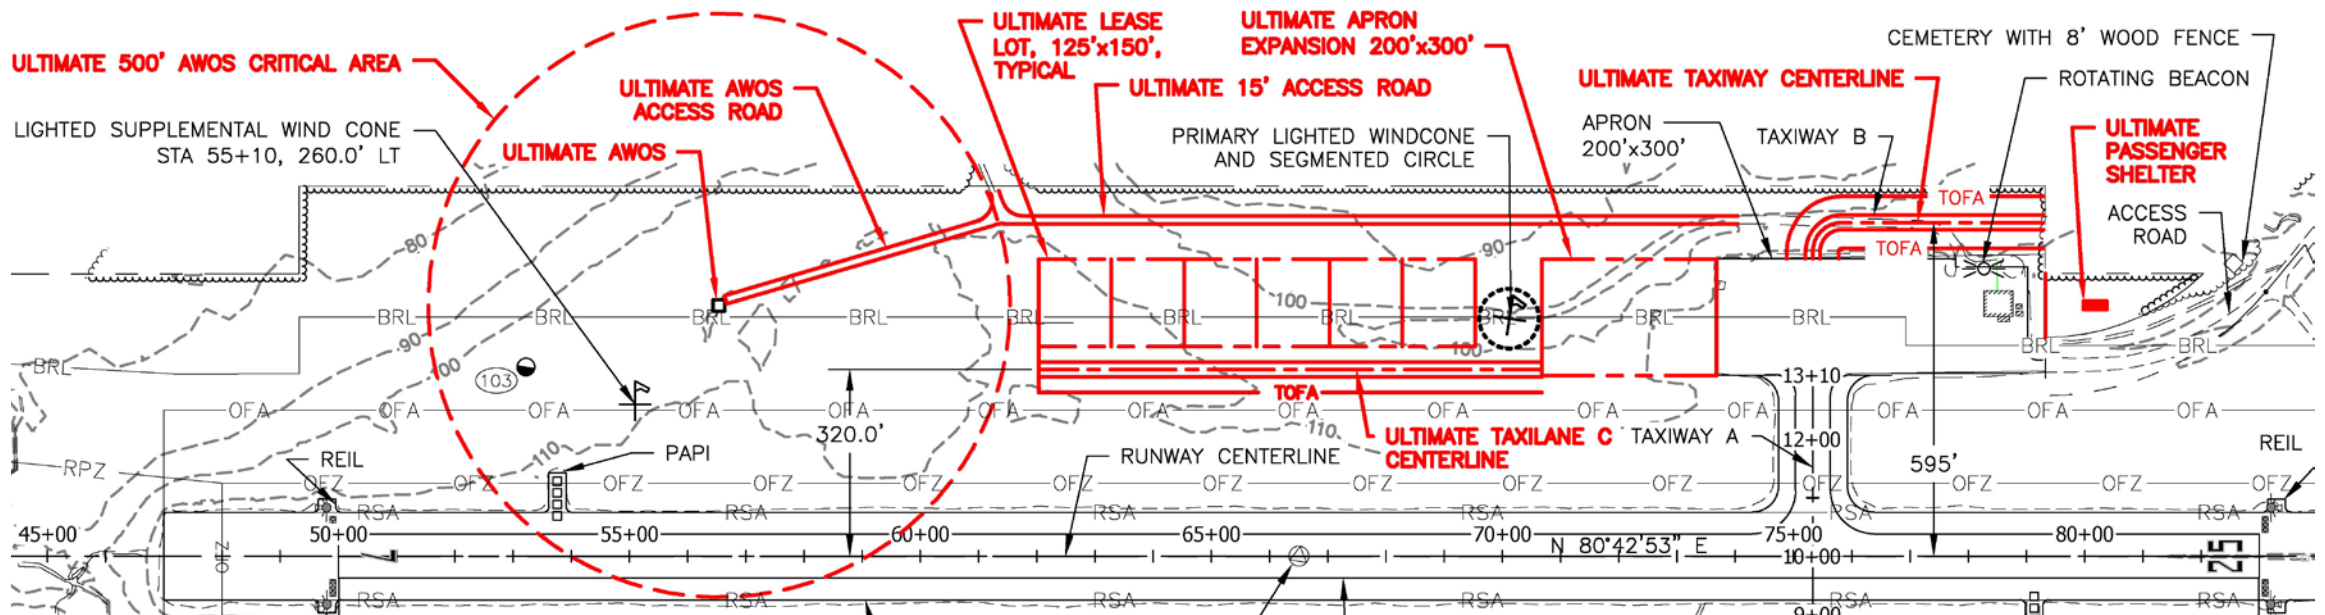 ULTIMATE 500' AWOS CRITICAL AREA
LIGHTED SUPPLEMENTAL WIND CONE
STA 55+10, 260.0' LT
ULTIMATE AWOS
ACCESS ROAD
ULTIMATE AWOS
ULTIMATE LEASE
LOT, 125'x150',
TYPICAL
ULTIMATE APRON
EXPANSION 200'x300'
ULTIMATE 15' ACCESS ROAD
PRIMARY LIGHTED WINDCONE
AND SEGMENTED CIRCLE
APRON
200'x300'
ULTIMATE TAXIWAY CENTERLINE
TAXIWAY B
CEMETERY WITH 8' WOOD FENCE
ROTATING BEACON
ULTIMATE
PASSENGER
SHELTER
ACCESS
ROAD
TOFA
TOFA
80
90
100
90
100
100
110
110
BRL BRL BRL BRL BRL BRL BRL BRL BRL BRL BRL BRL BRL
103
TOFA
13+10
OFA OFA OFA OFA OFA OFA OFA OFA OFA OFA OFA OFA OFA OFA
320.0'
ULTIMATE TAXILANE C
CENTERLINE
TAXIWAY A
12+00
595'
REIL
RPZ
REIL
PAPI
RUNWAY CENTERLINE
OFZ OFZ OFZ OFZ OFZ OFZ OFZ OFZ OFZ OFZ OFZ OFZ OFZ OFZ
RSA RSA RSA RSA RSA
45+00 50+00 55+00 60+00 65+00 70+00 75+00 80+00
OFZ
7
N 80°42'53" E
10+00
25
RSA RSA RSA RSA RSA
9+00